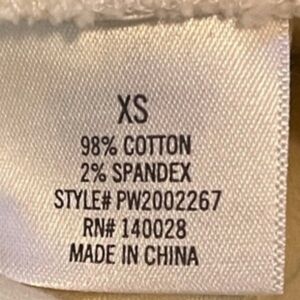 XS
98% COTTON
2% SPANDEX
STYLE# PW2002267
RN# 140028
MADE IN CHINA